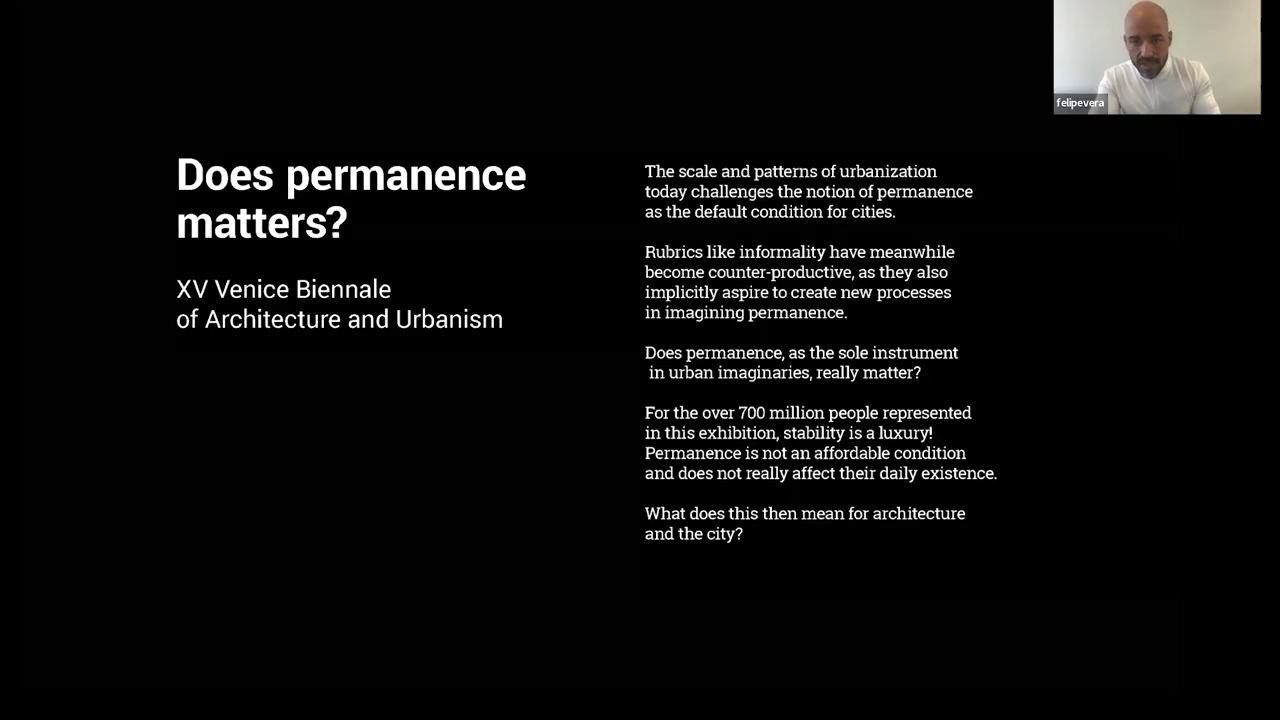 felipevera
Does permanence
matters?
XV Venice Biennale
of Architecture and Urbanism
The scale and patterns of urbanization
today challenges the notion of permanence
as the default condition for cities.
Rubrics like informality have meanwhile
become counter-productive, as they also
implicitly aspire to create new processes
in imagining permanence.
Does permanence, as the sole instrument
in urban imaginaries, really matter?
For the over 700 million people represented
in this exhibition, stability is a luxury!
Permanence is not an affordable condition
and does not really affect their daily existence.
What does this then mean for architecture
and the city?